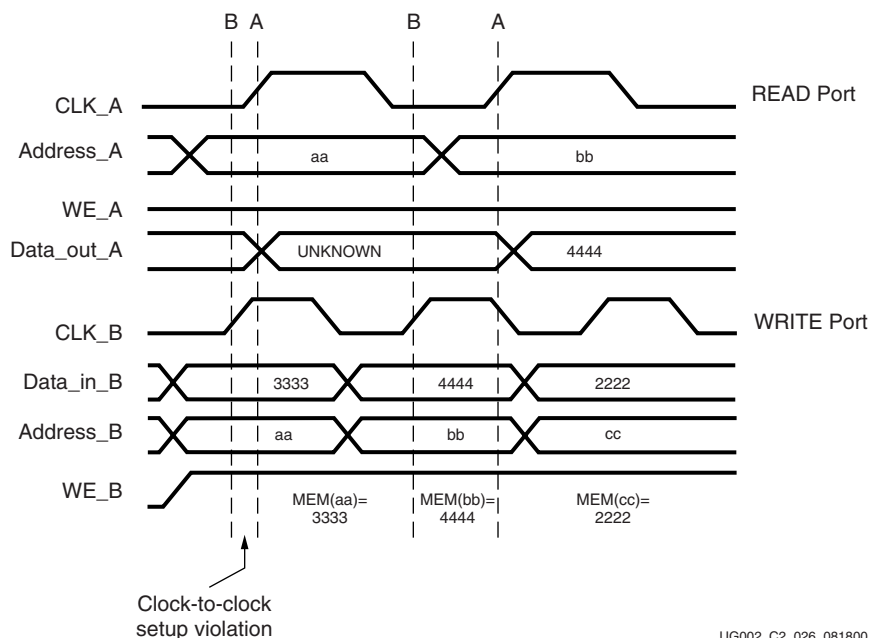 B A B A
CLK_A READ Port
Address_A aa bb
WE_A
Data_out_A UNKNOWN 4444
CLK_B WRITE Port
Data_in_B 3333 4444 2222
Address_B aa bb cc
WE_B
MEM(aa)= MEM(bb)= MEM(cc)=
3333 4444 2222
Clock-to-clock
setup violation
UG002_C2_026_081800